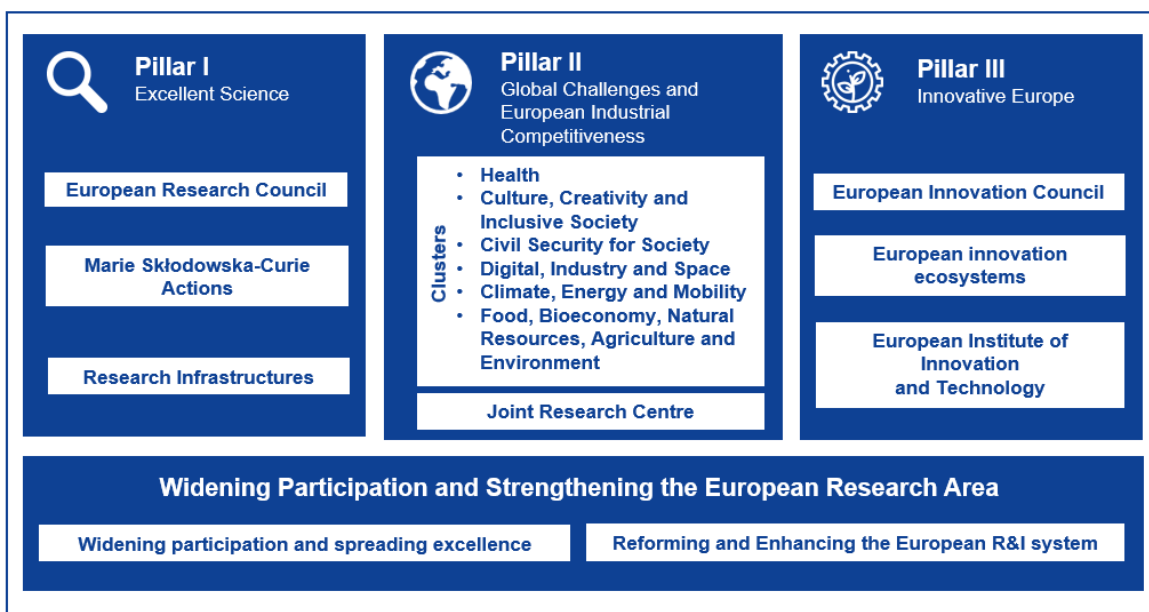 Pillar I
Excellent Science
European Research Council
Marie Skłodowska-Curie
Actions
Research Infrastructures
Pillar II
Global Challenges and
European Industrial
Competitiveness
Clusters
• Health
• Culture, Creativity and
Inclusive Society
• Civil Security for Society
• Digital, Industry and Space
• Climate, Energy and Mobility
• Food, Bioeconomy, Natural
Resources, Agriculture and
Environment
Joint Research Centre
Pillar III
Innovative Europe
European Innovation Council
European innovation
ecosystems
European Institute of
Innovation
and Technology
Widening Participation and Strengthening the European Research Area
Widening participation and spreading excellence
Reforming and Enhancing the European R&I system